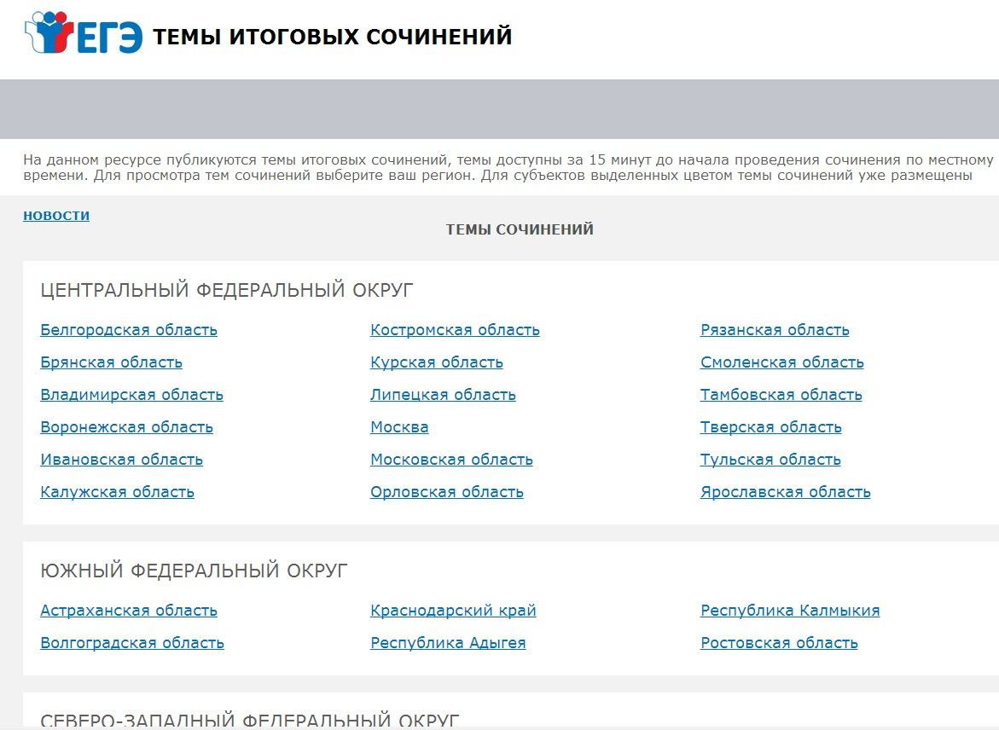 ЕГЭ ТЕМЫ ИТОГОВЫХ СОЧИНЕНИЙ
На данном ресурсе публикуются темы итоговых сочинений, темы доступны за 15 минут до начала проведения сочинения по местному
времени. Для просмотра тем сочинений выберите ваш регион. Для субъектов выделенных цветом темы сочинений уже размещены
НОВОСТИ
ТЕМЫ СОЧИНЕНИЙ
ЦЕНТРАЛЬНЫЙ ФЕДЕРАЛЬНЫЙ ОКРУГ
Белгородская область Костромская область Рязанская область
Брянская область Курская область Смоленская область
Владимирская область Липецкая область Тамбовская область
Воронежская область Москва Тверская область
Ивановская область Московская область Тульская область
Калужская область Орловская область Ярославская область
ЮЖНЫЙ ФЕДЕРАЛЬНЫЙ ОКРУГ
Астраханская область Краснодарский край Республика Калмыкия
Волгоградская область Республика Адыгея Ростовская область
СЕВЕРО-ЗАПАДНЫЙ ФЕДЕРАЛЬНЫЙ ОКРУГ